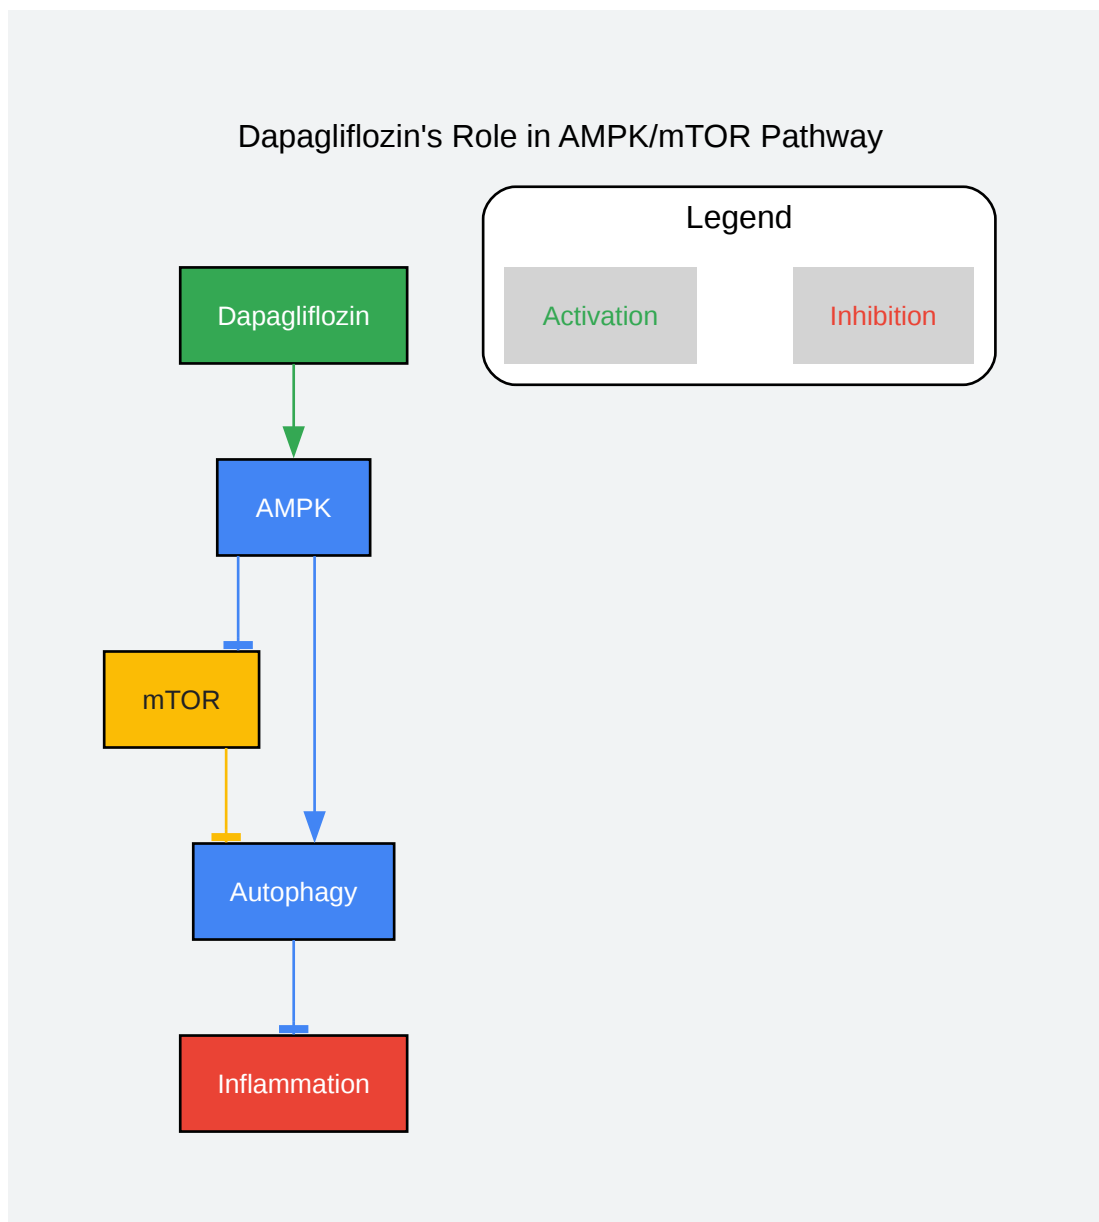 Dapagliflozin's Role in AMPK/mTOR Pathway
Legend
Dapagliflozin
Activation
Inhibition
AMPK
mTOR
Autophagy
Inflammation